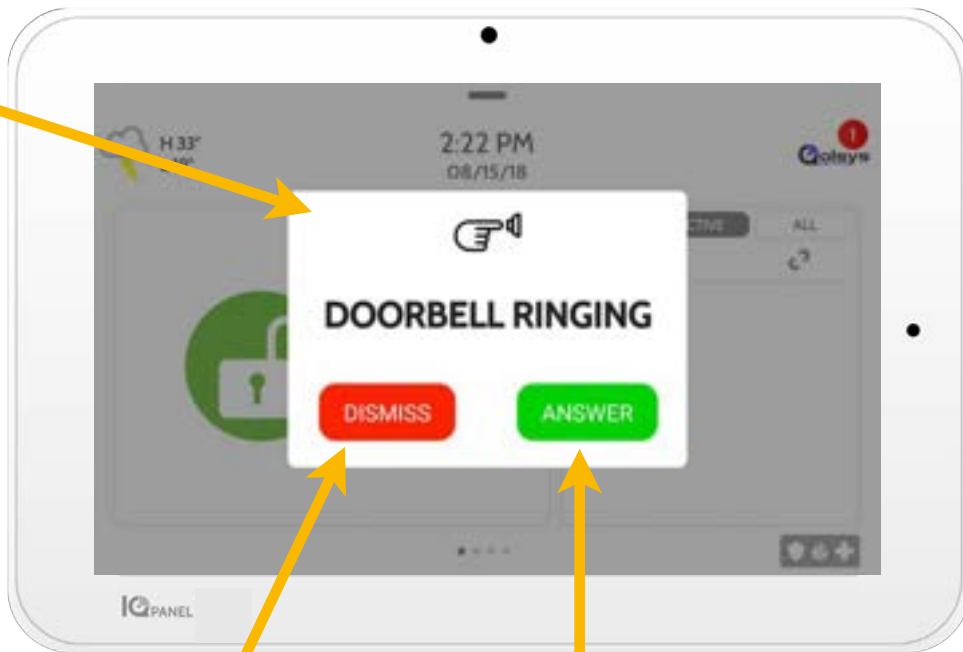 H 33°
2:22 PM
08/15/18
1
Qolsys
ALL
DOORBELL RINGING
DISMISS
ANSWER
IQ PANEL